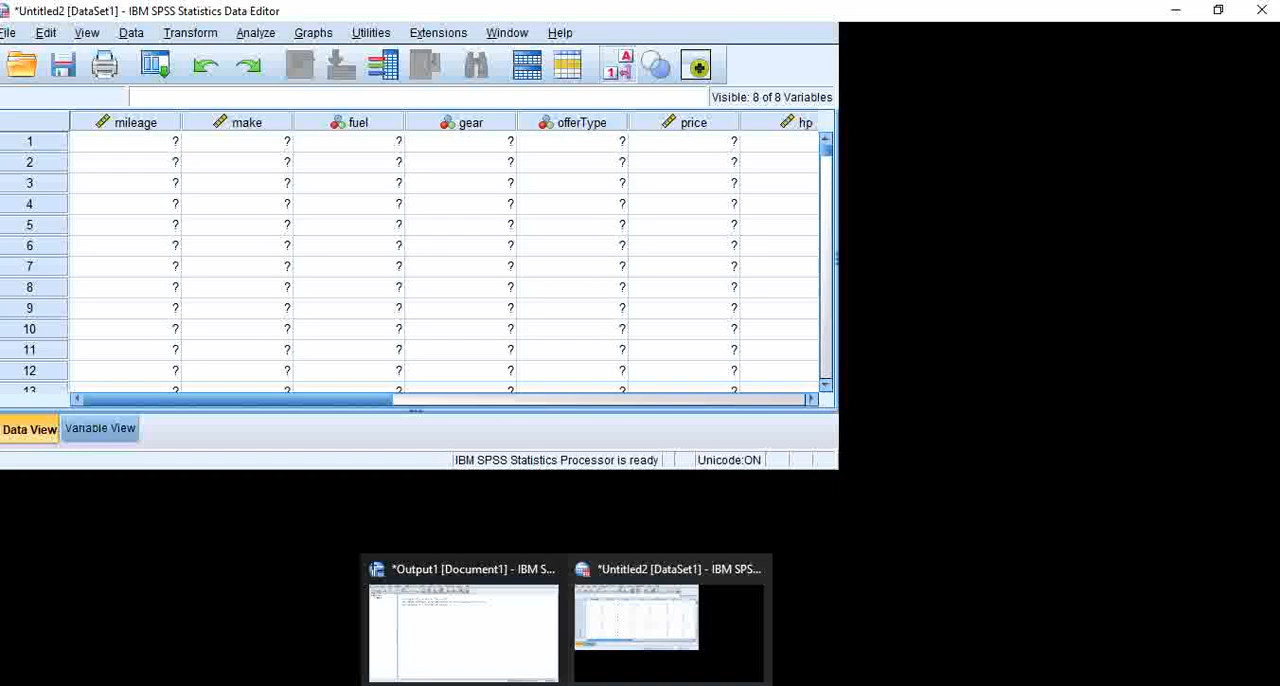 *Untitled2 [DataSet1] - IBM SPSS Statistics Data Editor
File Edit View Data Transform Analyze Graphs Utilities Extensions Window Help
Visible: 8 of 8 Variables
mileage make fuel gear offerType price hp
1 ? ? ? ? ? ?
2 ? ? ? ? ? ?
3 ? ? ? ? ? ?
4 ? ? ? ? ? ?
5 ? ? ? ? ? ?
6 ? ? ? ? ? ?
7 ? ? ? ? ? ?
8 ? ? ? ? ? ?
9 ? ? ? ? ? ?
10 ? ? ? ? ? ?
11 ? ? ? ? ? ?
12 ? ? ? ? ? ?
13 ? ? ? ? ? ?
Data View Variable View
IBM SPSS Statistics Processor is ready Unicode:ON
*Output1 [Document1] - IBM S... *Untitled2 [DataSet1] - IBM SPS...